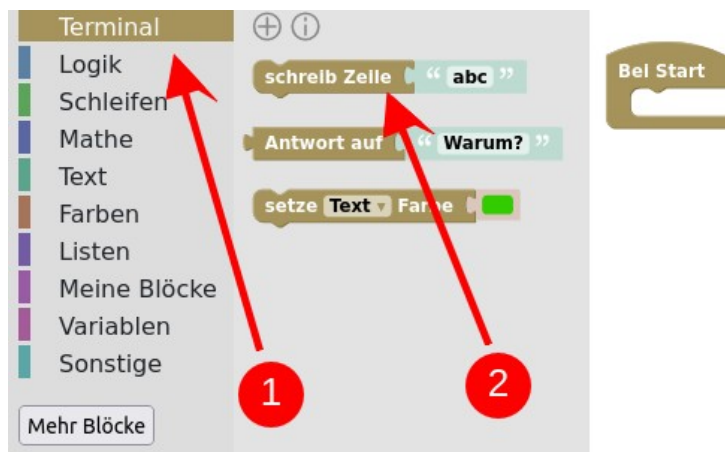 Terminal
Logik
Schleifen
Mathe
Text
Farben
Listen
Meine Blöcke
Variablen
Sonstige
Mehr Blöcke
schreib Zeile “ abc ”
Antwort auf “ Warum? ”
setze Text Farbe
1
2
Bei Start